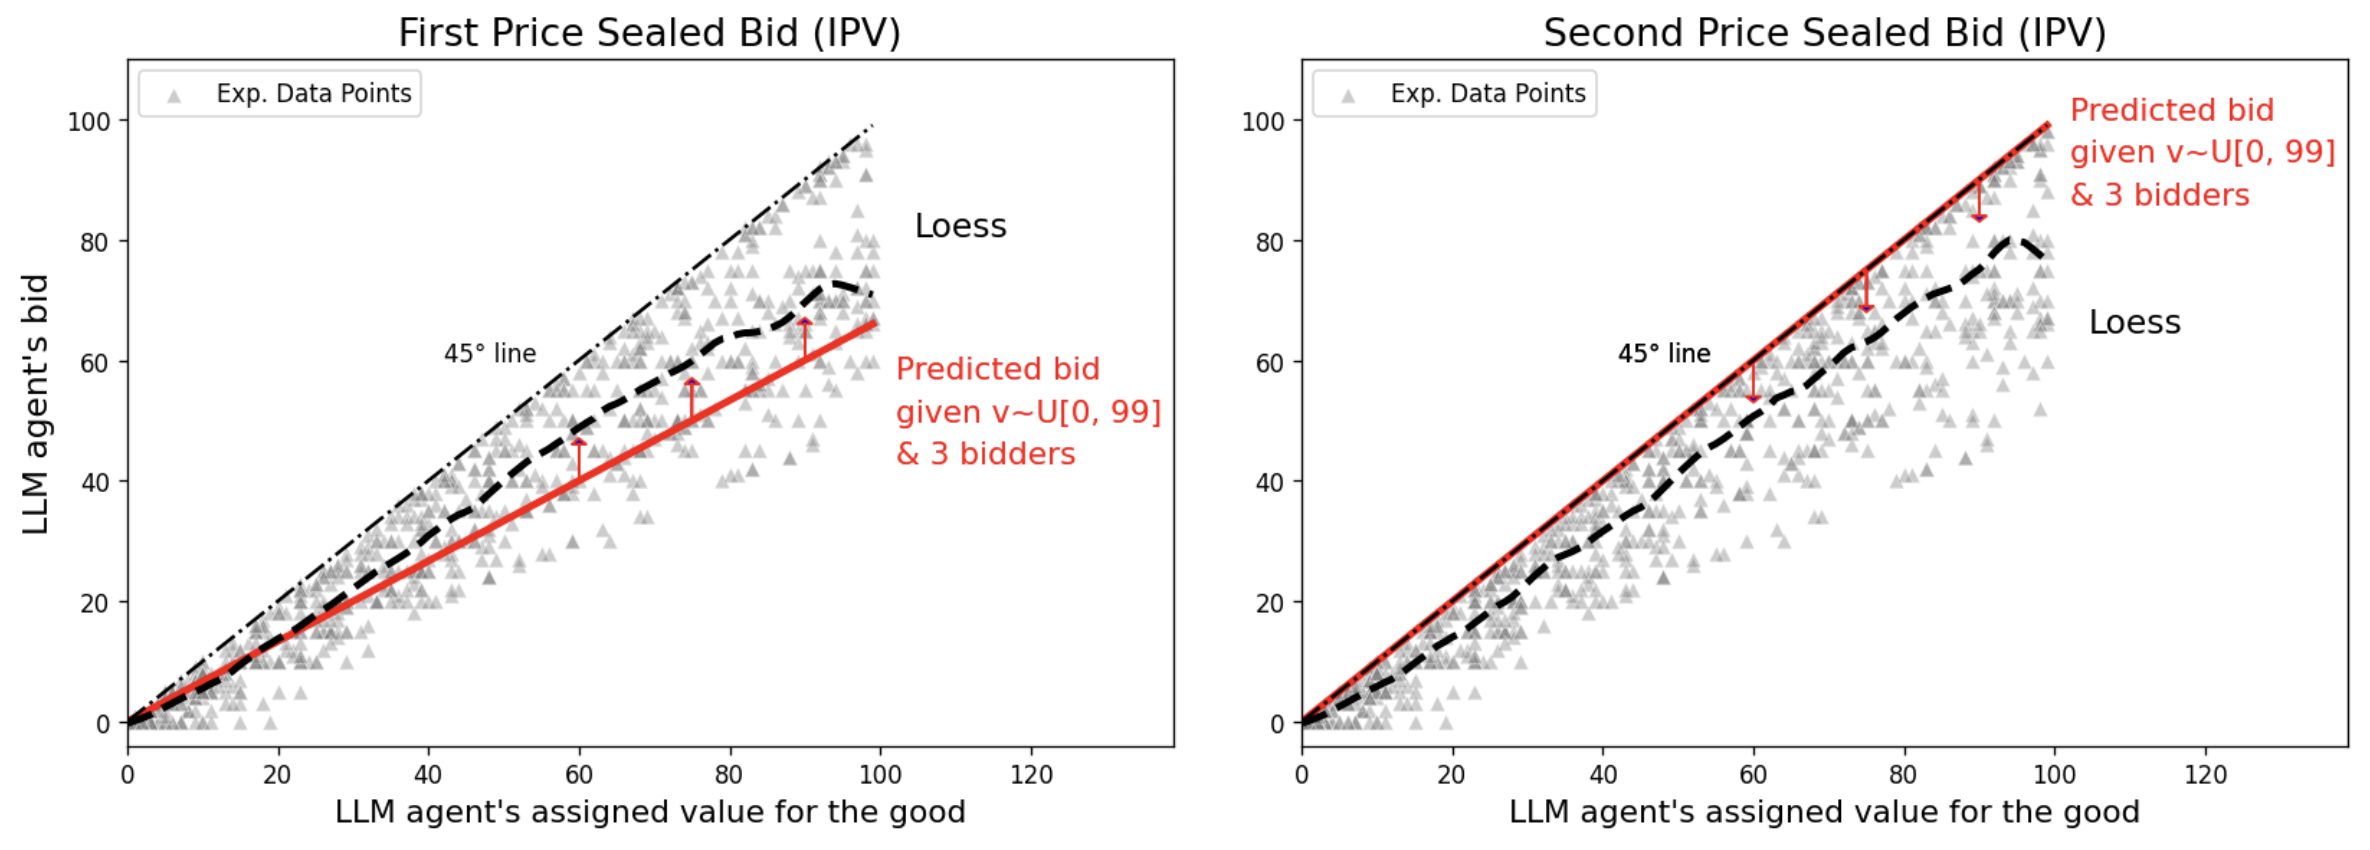 First Price Sealed Bid (IPV)
Exp. Data Points
100
80
60
40
20
0
LLM agent's bid
45° line
Loess
Predicted bid
given v~U[0, 99]
& 3 bidders
0 20 40 60 80 100 120
LLM agent's assigned value for the good
Second Price Sealed Bid (IPV)
Exp. Data Points
100
80
60
40
20
0
Predicted bid
given v~U[0, 99]
& 3 bidders
45° line
Loess
0 20 40 60 80 100 120
LLM agent's assigned value for the good